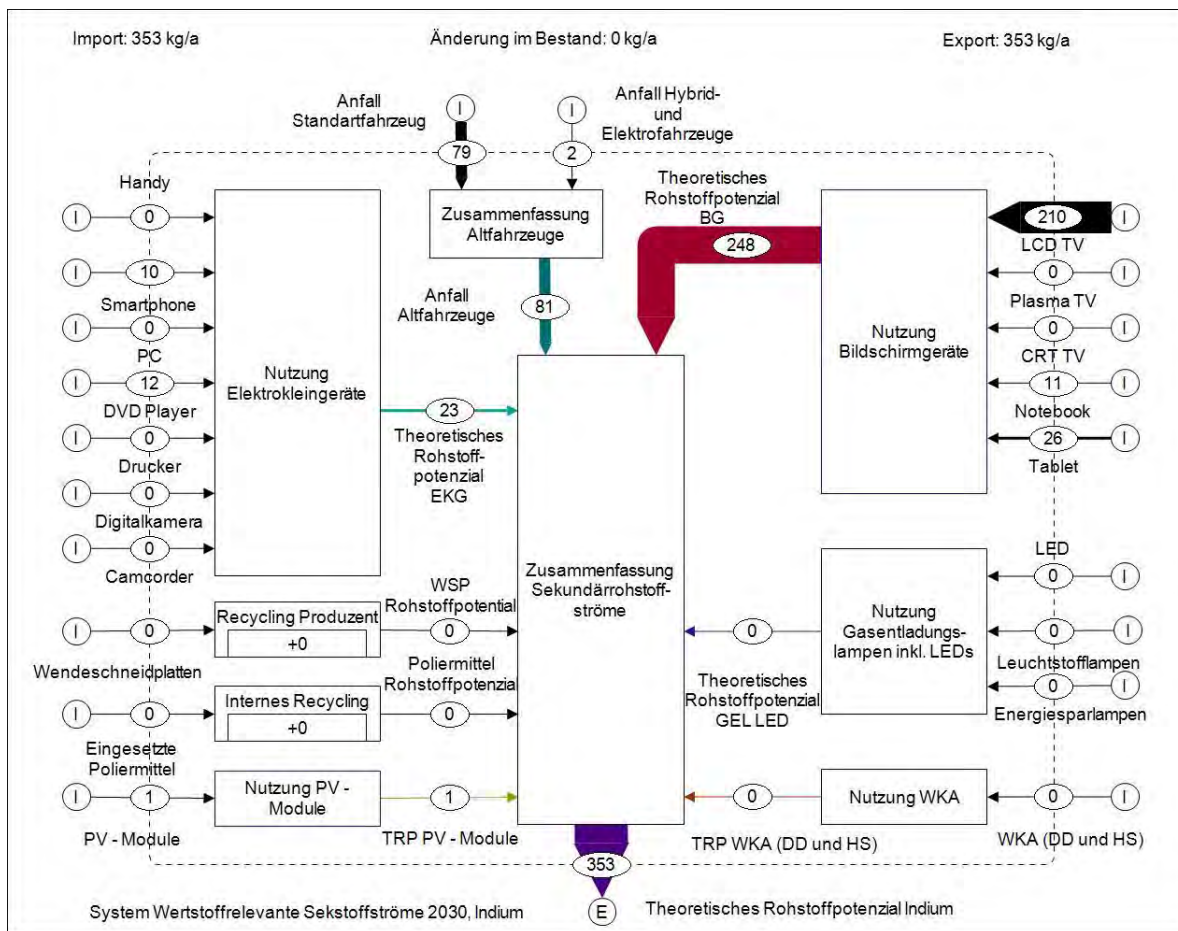 Import: 353 kg/a
Änderung im Bestand: 0 kg/a
Export: 353 kg/a
Anfall
Standartfahrzeug
I
79
I
2
Anfall Hybrid-
und
Elektrofahrzeuge
Zusammenfassung
Altfahrzeuge
Anfall
Altfahrzeuge
81
Theoretisches
Rohstoffpotenzial
BG
248
Handy
I
0
I
10
Smartphone
I
0
PC
I
12
DVD Player
I
0
Drucker
I
0
Digitalkamera
I
0
Camcorder
Nutzung
Elektrokleingeräte
23
Theoretisches
Rohstoff-
potenzial
EKG
I
0
Wendeschneidplatten
Recycling Produzent
+0
WSP
Rohstoffpotential
0
I
0
Eingesetzte
Poliermittel
Internes Recycling
+0
Poliermittel
Rohstoffpotenzial
0
I
1
PV - Module
Nutzung PV -
Module
1
TRP PV - Module
Zusammenfassung
Sekundärrohstoff-
ströme
Nutzung
Bildschirmgeräte
210
I
LCD TV
0
I
Plasma TV
0
I
CRT TV
11
I
Notebook
26
I
Tablet
LED
0
I
0
I
Leuchtstofflampen
0
I
Energiesparlampen
Nutzung
Gasentladungs-
lampen inkl. LEDs
0
Theoretisches
Rohstoffpotenzial
GEL LED
0
TRP WKA (DD und HS)
Nutzung WKA
0
I
WKA (DD und HS)
353
E
System Wertstoffrelevante Sekstoffströme 2030, Indium
Theoretisches Rohstoffpotenzial Indium